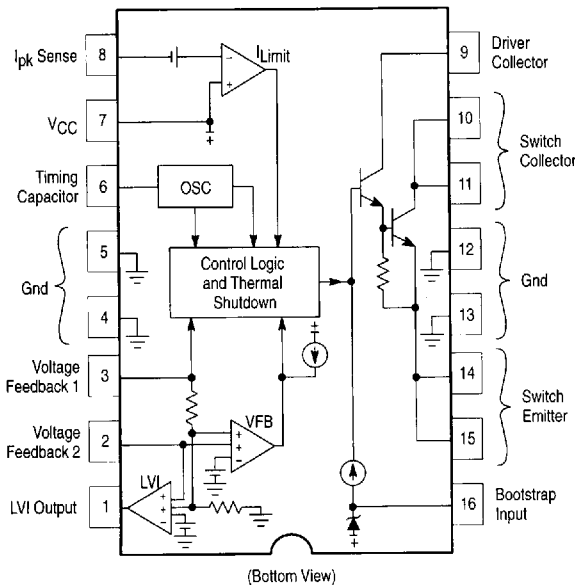 Ipk Sense
8
VCC
7
Timing
Capacitor
6
5
Gnd
4
Voltage
Feedback 1
3
Voltage
Feedback 2
2
LVI Output
1
ILimit
−
+
+
OSC
Control Logic
and Thermal
Shutdown
+
VFB
+
+
−
LVI
+
+
−
+
9
Driver
Collector
10
Switch
Collector
11
12
Gnd
13
14
Switch
Emitter
15
16
Bootstrap
Input
(Bottom View)